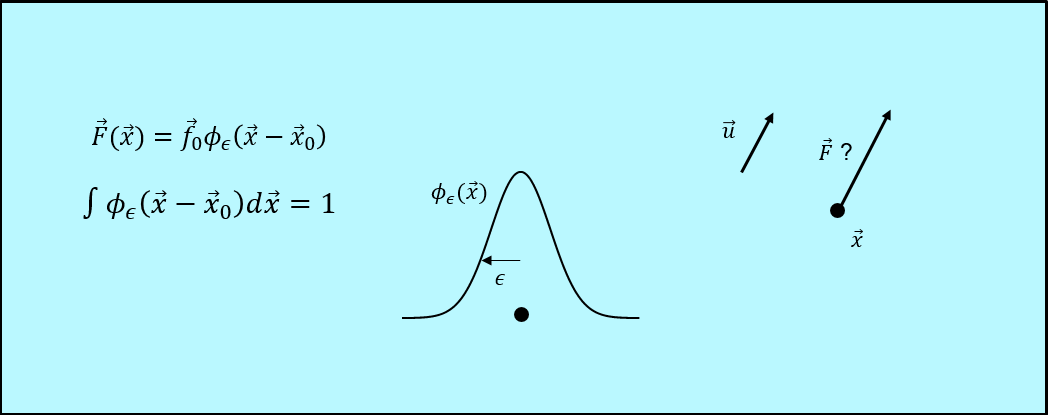 F⃗(x⃗) = f⃗₀ϕ_ϵ(x⃗ − x⃗₀)
∫ ϕ_ϵ(x⃗ − x⃗₀)dx⃗ = 1
ϕ_ϵ(x⃗)
ϵ
u⃗
F⃗ ?
x⃗